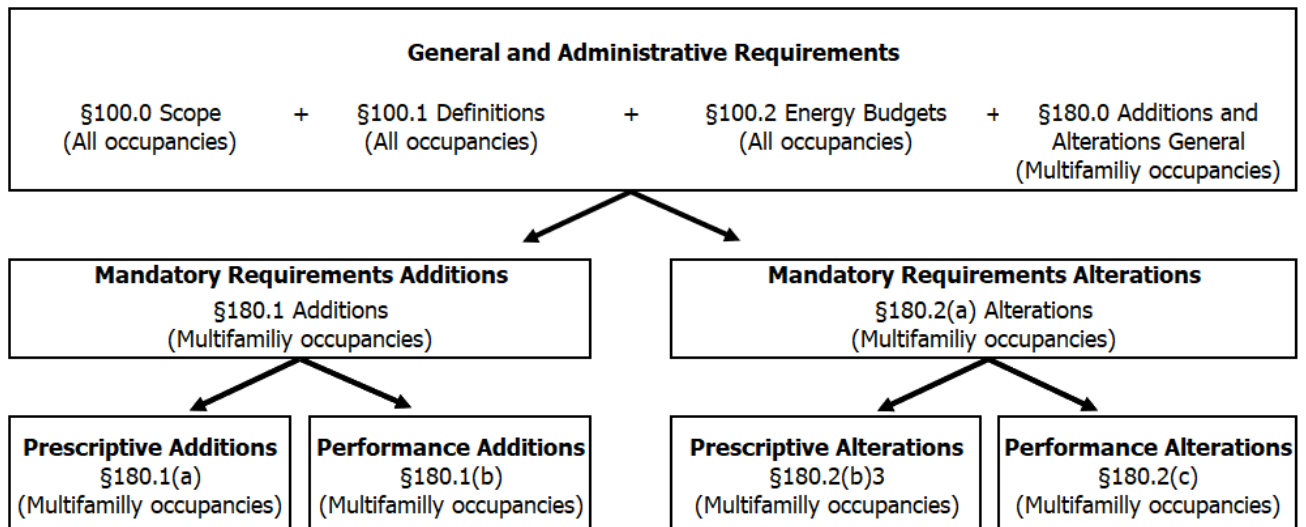 General and Administrative Requirements
§100.0 Scope + §100.1 Definitions + §100.2 Energy Budgets + §180.0 Additions and
(All occupancies) (All occupancies) (All occupancies) Alterations General
(Multifamiliy occupancies)
Mandatory Requirements Additions
§180.1 Additions
(Multifamiliy occupancies)
Mandatory Requirements Alterations
§180.2(a) Alterations
(Multifamiliy occupancies)
Prescriptive Additions
§180.1(a)
(Multifamilly occupancies)
Performance Additions
§180.1(b)
(Multifamilly occupancies)
Prescriptive Alterations
§180.2(b)3
(Multifamilly occupancies)
Performance Alterations
§180.2(c)
(Multifamilly occupancies)